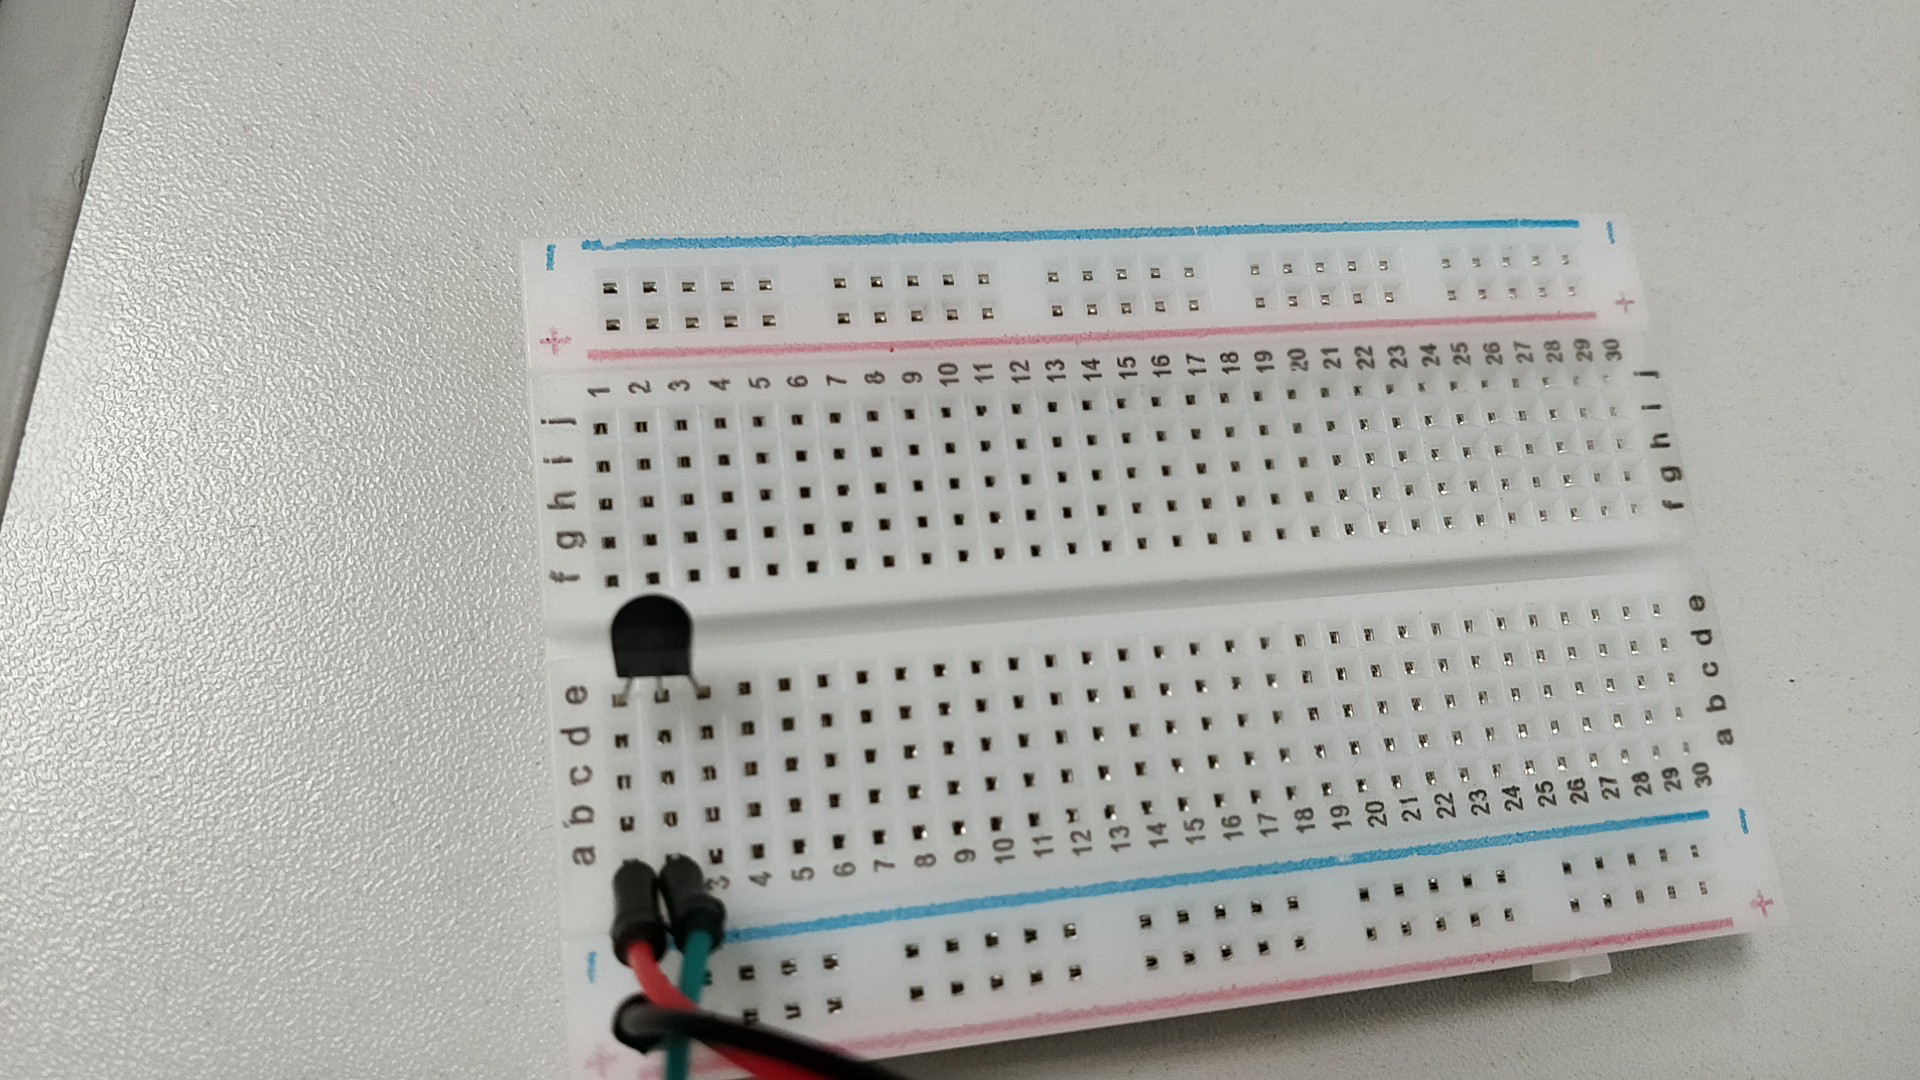 - -
+ +
1 2 3 4 5 6 7 8 9 10 11 12 13 14 15 16 17 18 19 20 21 22 23 24 25 26 27 28 29 30
j j
i i
h h
g g
f f
e e
d d
c c
b b
a a
3 4 5 6 7 8 9 10 11 12 13 14 15 16 17 18 19 20 21 22 23 24 25 26 27 28 29 30
- -
+ +